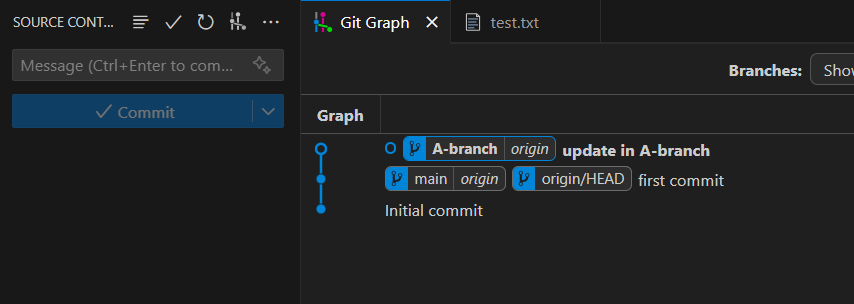 SOURCE CONT...
Message (Ctrl+Enter to com...
Commit
Git Graph
test.txt
Branches:
Show
Graph
A-branch origin update in A-branch
main origin origin/HEAD first commit
Initial commit